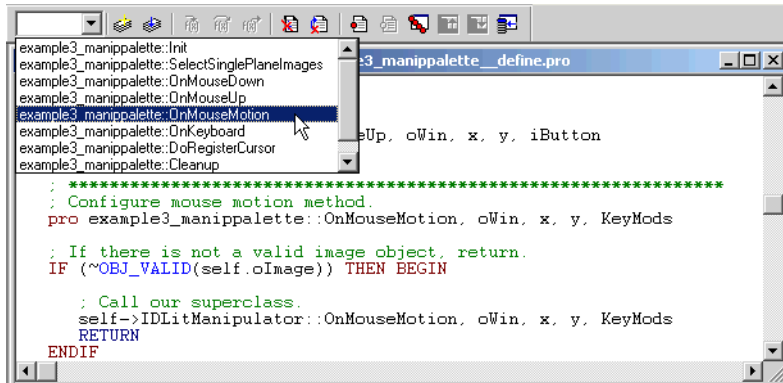 example3_manippalette::Init
example3_manippalette::SelectSinglePlaneImages
example3_manippalette::OnMouseDown
example3_manippalette::OnMouseUp
example3_manippalette::OnMouseMotion
example3_manippalette::OnKeyboard
example3_manippalette::DoRegisterCursor
example3_manippalette::Cleanup
e3_manippalette__define.pro
eUp, oWin, x, y, iButton
; *************************************************************
; Configure mouse motion method.
pro example3_manippalette::OnMouseMotion, oWin, x, y, KeyMods
; If there is not a valid image object, return.
IF (~OBJ_VALID(self.oImage)) THEN BEGIN
; Call our superclass.
self->IDLitManipulator::OnMouseMotion, oWin, x, y, KeyMods
RETURN
ENDIF